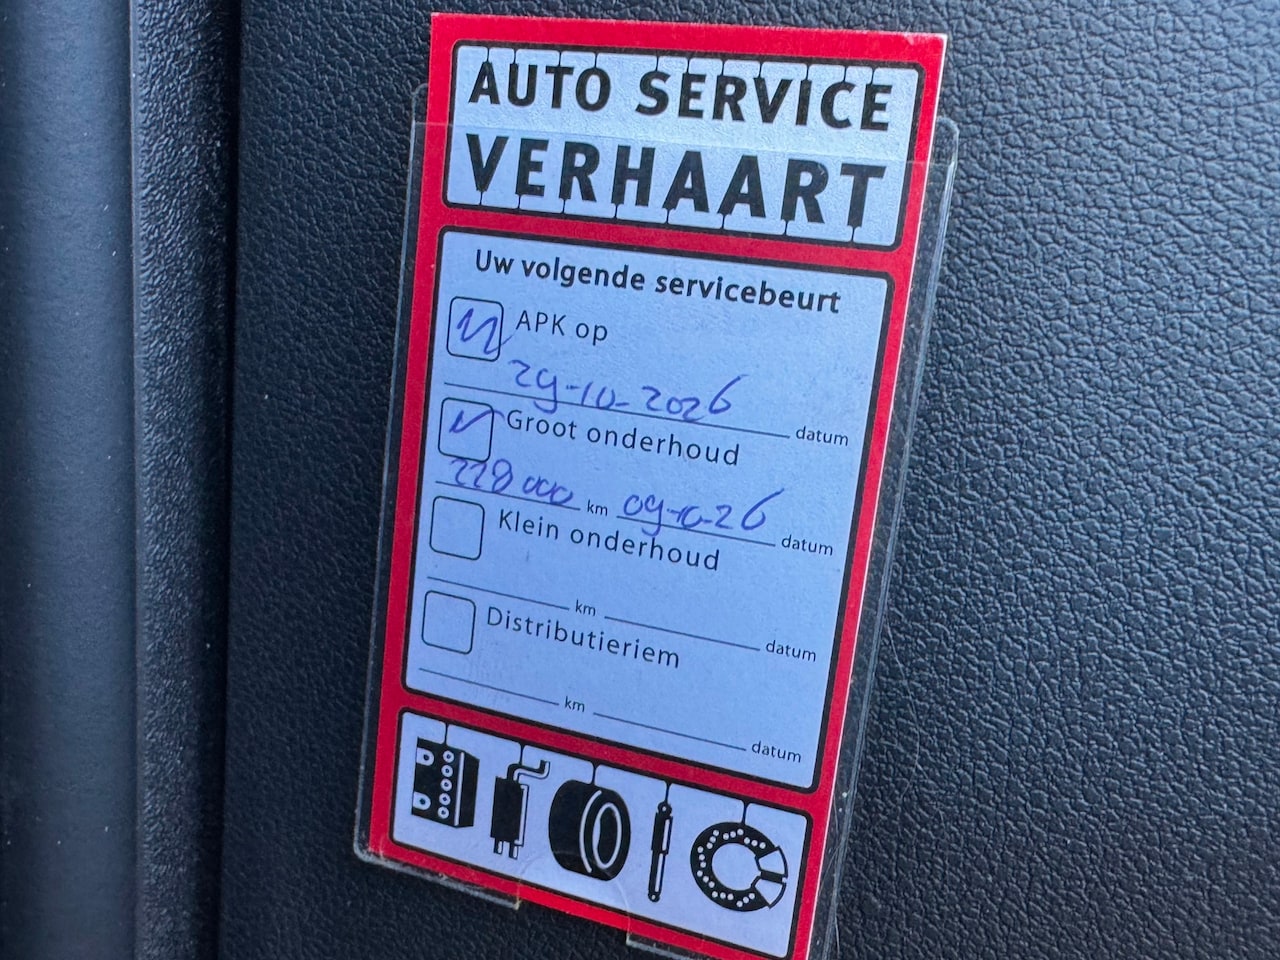 AUTO SERVICE
VERHAART
Uw volgende servicebeurt
APK op
29-10-2026
datum
Groot onderhoud
228000 km 09-10-26 datum
Klein onderhoud
km datum
Distributieriem
km datum